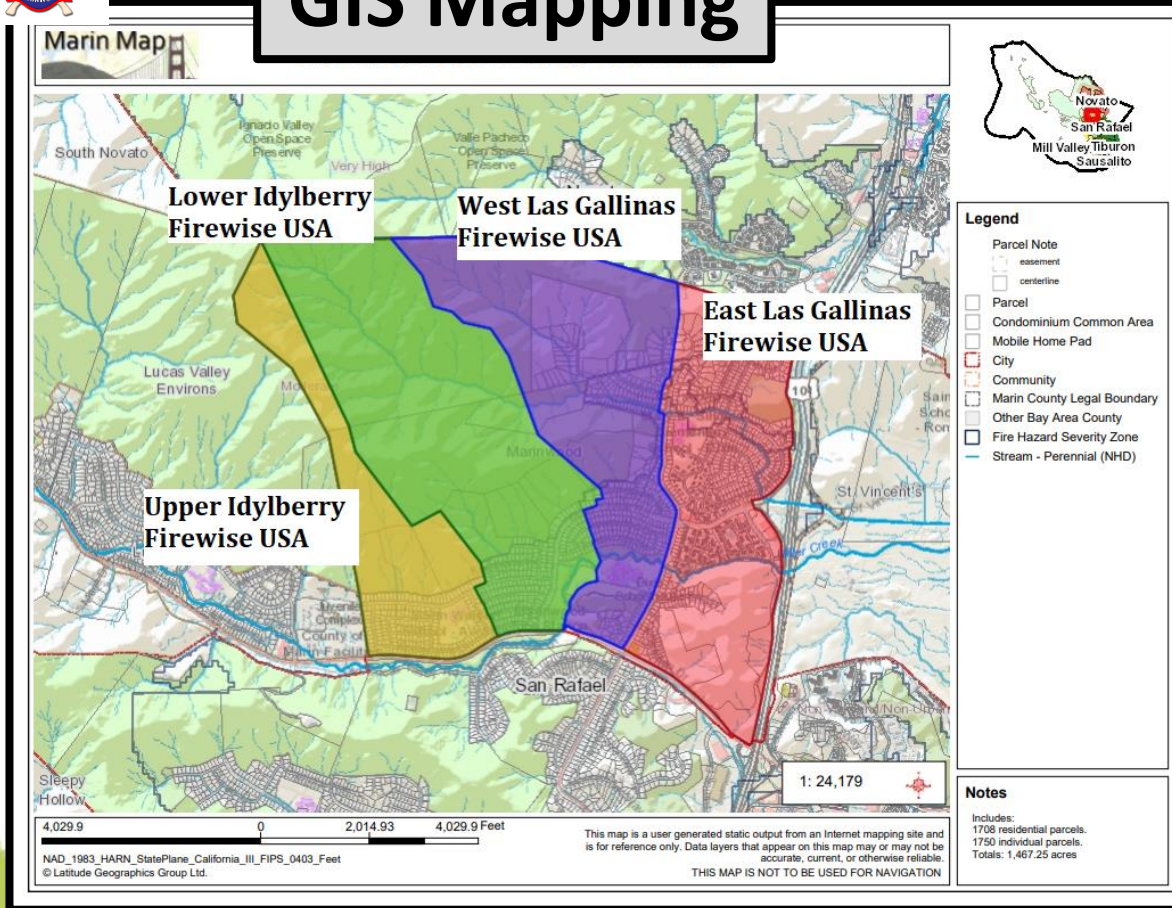 GIS Mapping
Marin Map
Novato
San Rafael
Mill Valley Tiburon
Sausalito
South Novato
Ignacio Valley
Open Space
Preserve
Very High
Valle Pacheco
Open Space
Preserve
Lower Idylberry
Firewise USA
West Las Gallinas
Firewise USA
East Las Gallinas
Firewise USA
101
Lucas Valley
Environs
Marinwood
St. Vincent's
Upper Idylberry
Firewise USA
Juvenile
Complex
County of
Marin Facilit
San Rafael
Sleepy
Hollow
1: 24,179
Legend
Parcel Note
easement
centerline
Parcel
Condominium Common Area
Mobile Home Pad
City
Community
Marin County Legal Boundary
Other Bay Area County
Fire Hazard Severity Zone
Stream - Perennial (NHD)
Notes
Includes:
1708 residential parcels.
1750 individual parcels.
Totals: 1,467.25 acres
4,029.9 0 2,014.93 4,029.9 Feet
NAD_1983_HARN_StatePlane_California_III_FIPS_0403_Feet
© Latitude Geographics Group Ltd.
This map is a user generated static output from an Internet mapping site and
is for reference only. Data layers that appear on this map may or may not be
accurate, current, or otherwise reliable.
THIS MAP IS NOT TO BE USED FOR NAVIGATION